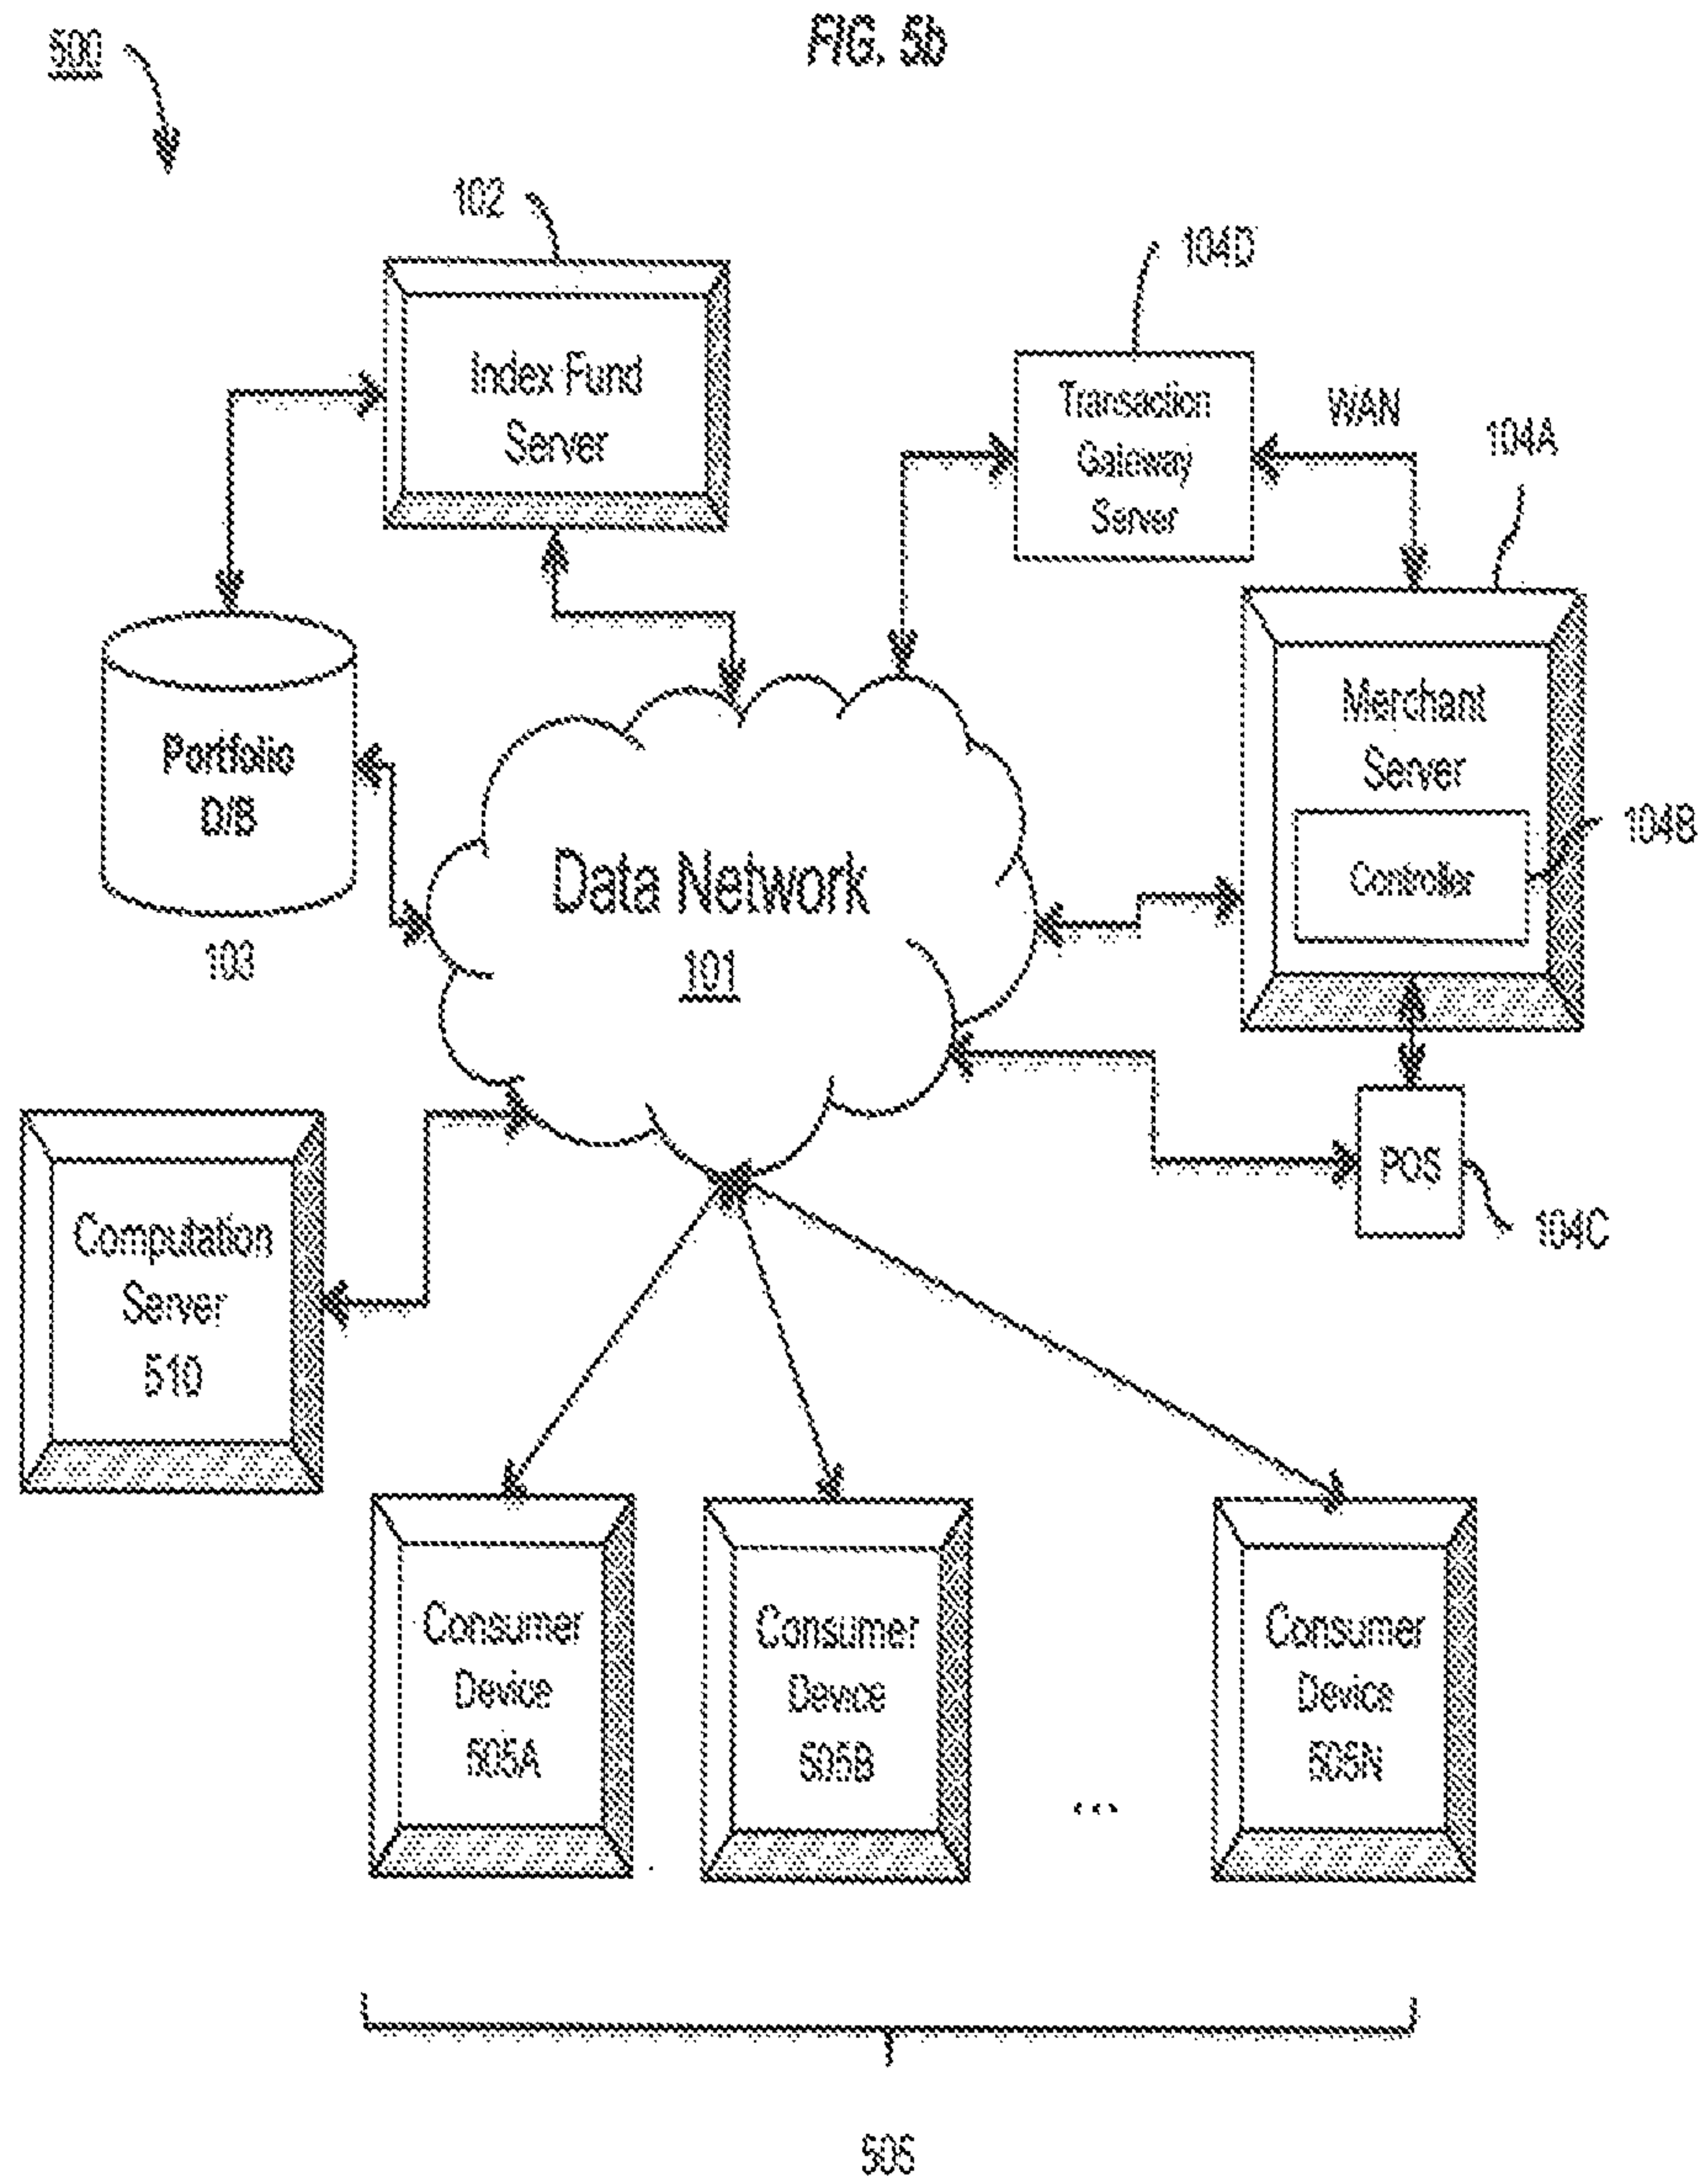 FIG. 5b
500
102
104D
Index Fund
Server
Transaction
Gateway
Server
WAN
104A
Portfolio
D/B
103
Merchant
Server
Controller
104B
Data Network
101
POS
104C
Computation
Server
510
Consumer
Device
505A
Consumer
Device
505B
...
Consumer
Device
505N
505